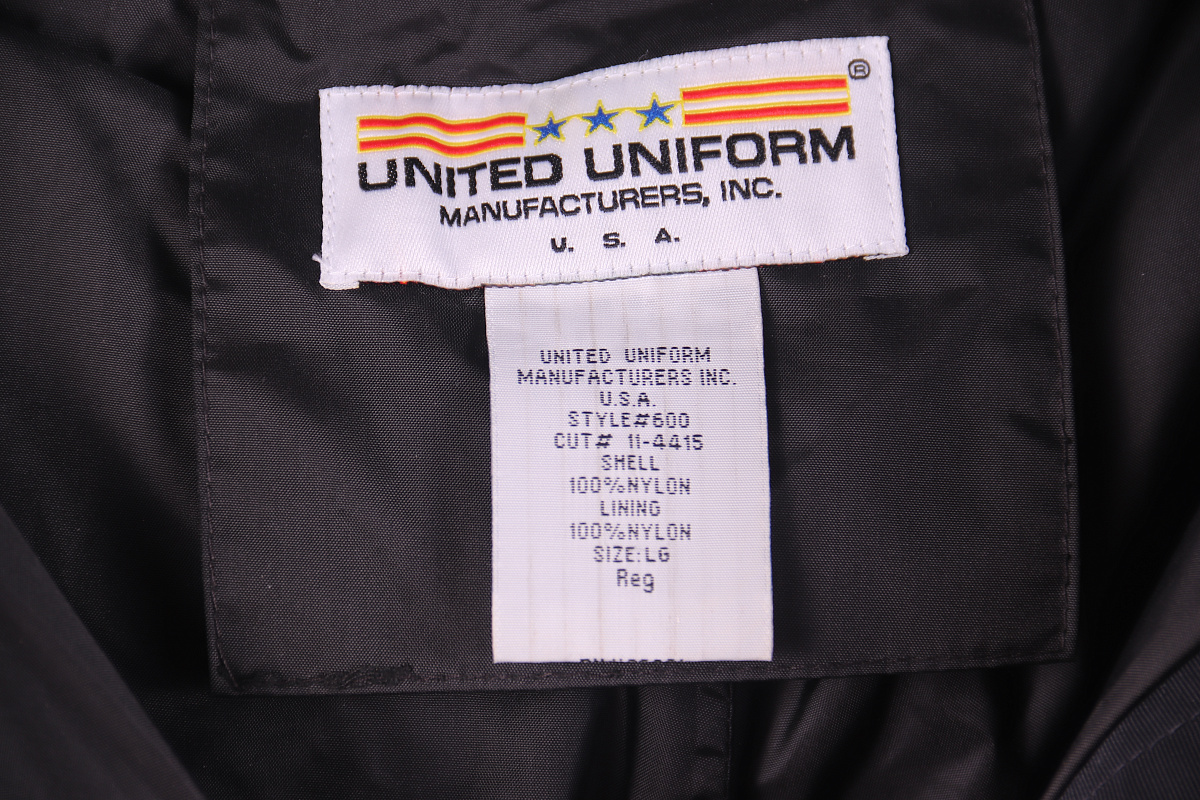 ®
UNITED UNIFORM
MANUFACTURERS, INC.
U. S. A.
UNITED UNIFORM
MANUFACTURERS INC.
U.S.A.
STYLE#600
CUT# 11-4415
SHELL
100%NYLON
LINING
100%NYLON
SIZE:LG
Reg